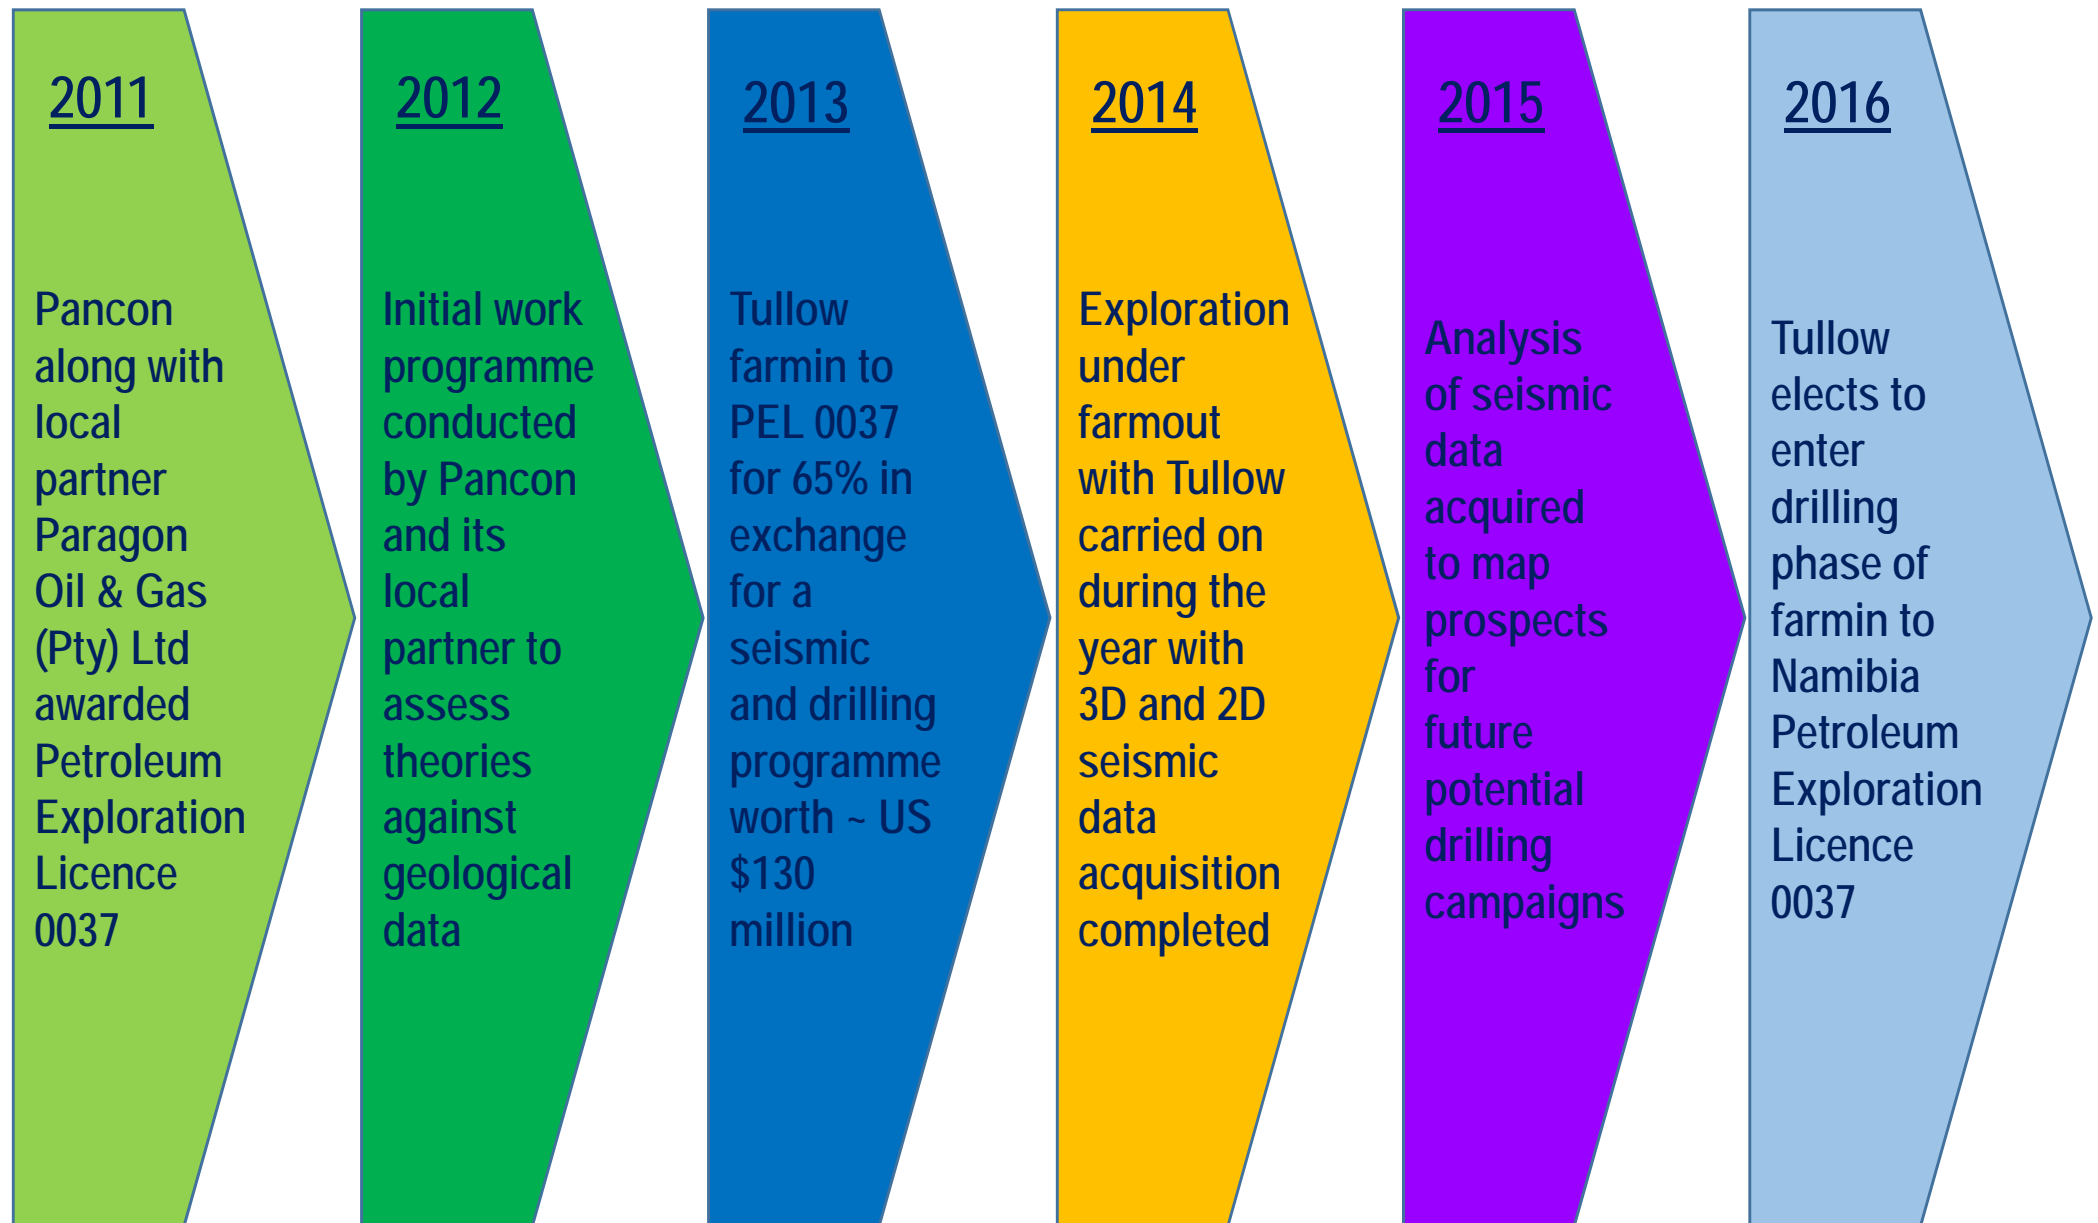 2011
Pancon
along with
local
partner
Paragon
Oil & Gas
(Pty) Ltd
awarded
Petroleum
Exploration
Licence
0037
2012
Initial work
programme
conducted
by Pancon
and its
local
partner to
assess
theories
against
geological
data
2013
Tullow
farmin to
PEL 0037
for 65% in
exchange
for a
seismic
and drilling
programme
worth ~ US
$130
million
2014
Exploration
under
farmout
with Tullow
carried on
during the
year with
3D and 2D
seismic
data
acquisition
completed
2015
Analysis
of seismic
data
acquired
to map
prospects
for
future
potential
drilling
campaigns
2016
Tullow
elects to
enter
drilling
phase of
farmin to
Namibia
Petroleum
Exploration
Licence
0037